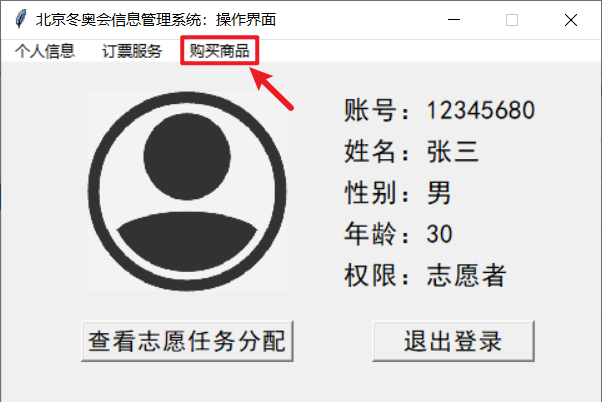 北京冬奥会信息管理系统：操作界面
个人信息 订票服务 购买商品
账号：12345680
姓名：张三
性别：男
年龄：30
权限：志愿者
查看志愿任务分配 退出登录